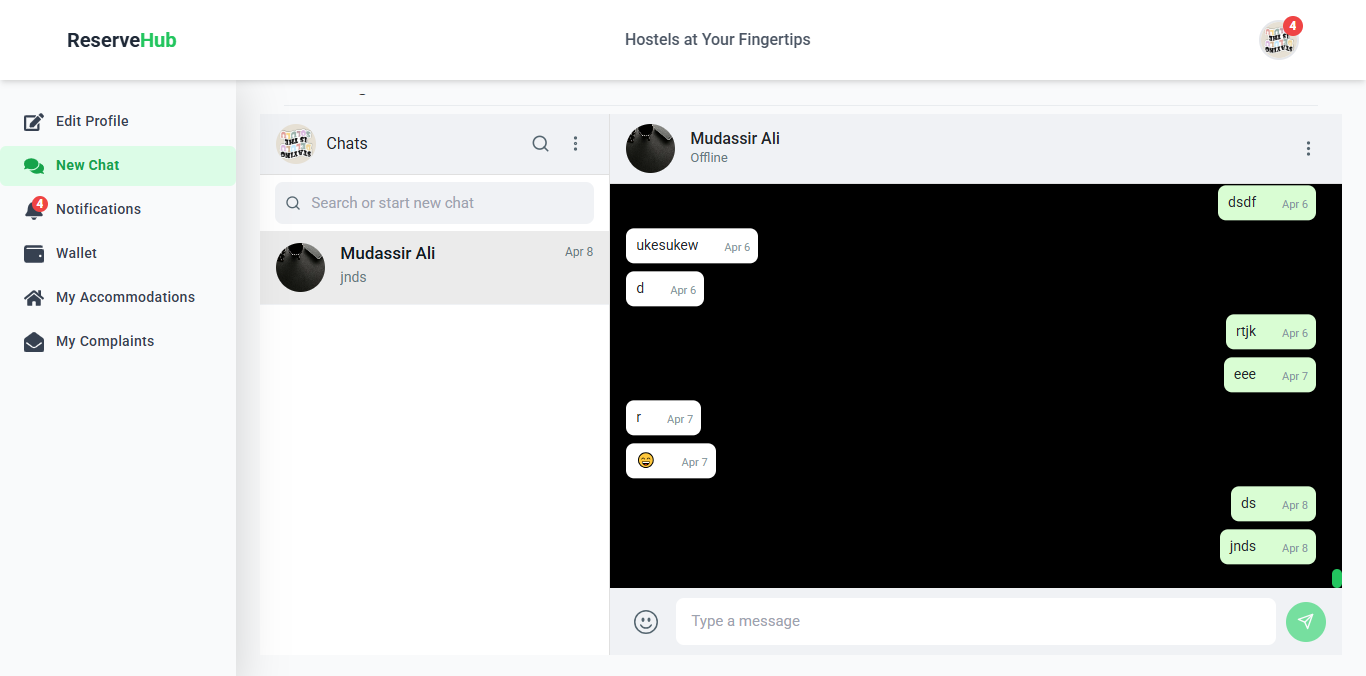 ReserveHub
Hostels at Your Fingertips
4
Edit Profile
New Chat
4
Notifications
Wallet
My Accommodations
My Complaints
Chats
Search or start new chat
Mudassir Ali
Apr 8
jnds
Mudassir Ali
Offline
dsdf Apr 6
ukesukew Apr 6
d Apr 6
rtjk Apr 6
eee Apr 7
r Apr 7
😄 Apr 7
ds Apr 8
jnds Apr 8
Type a message